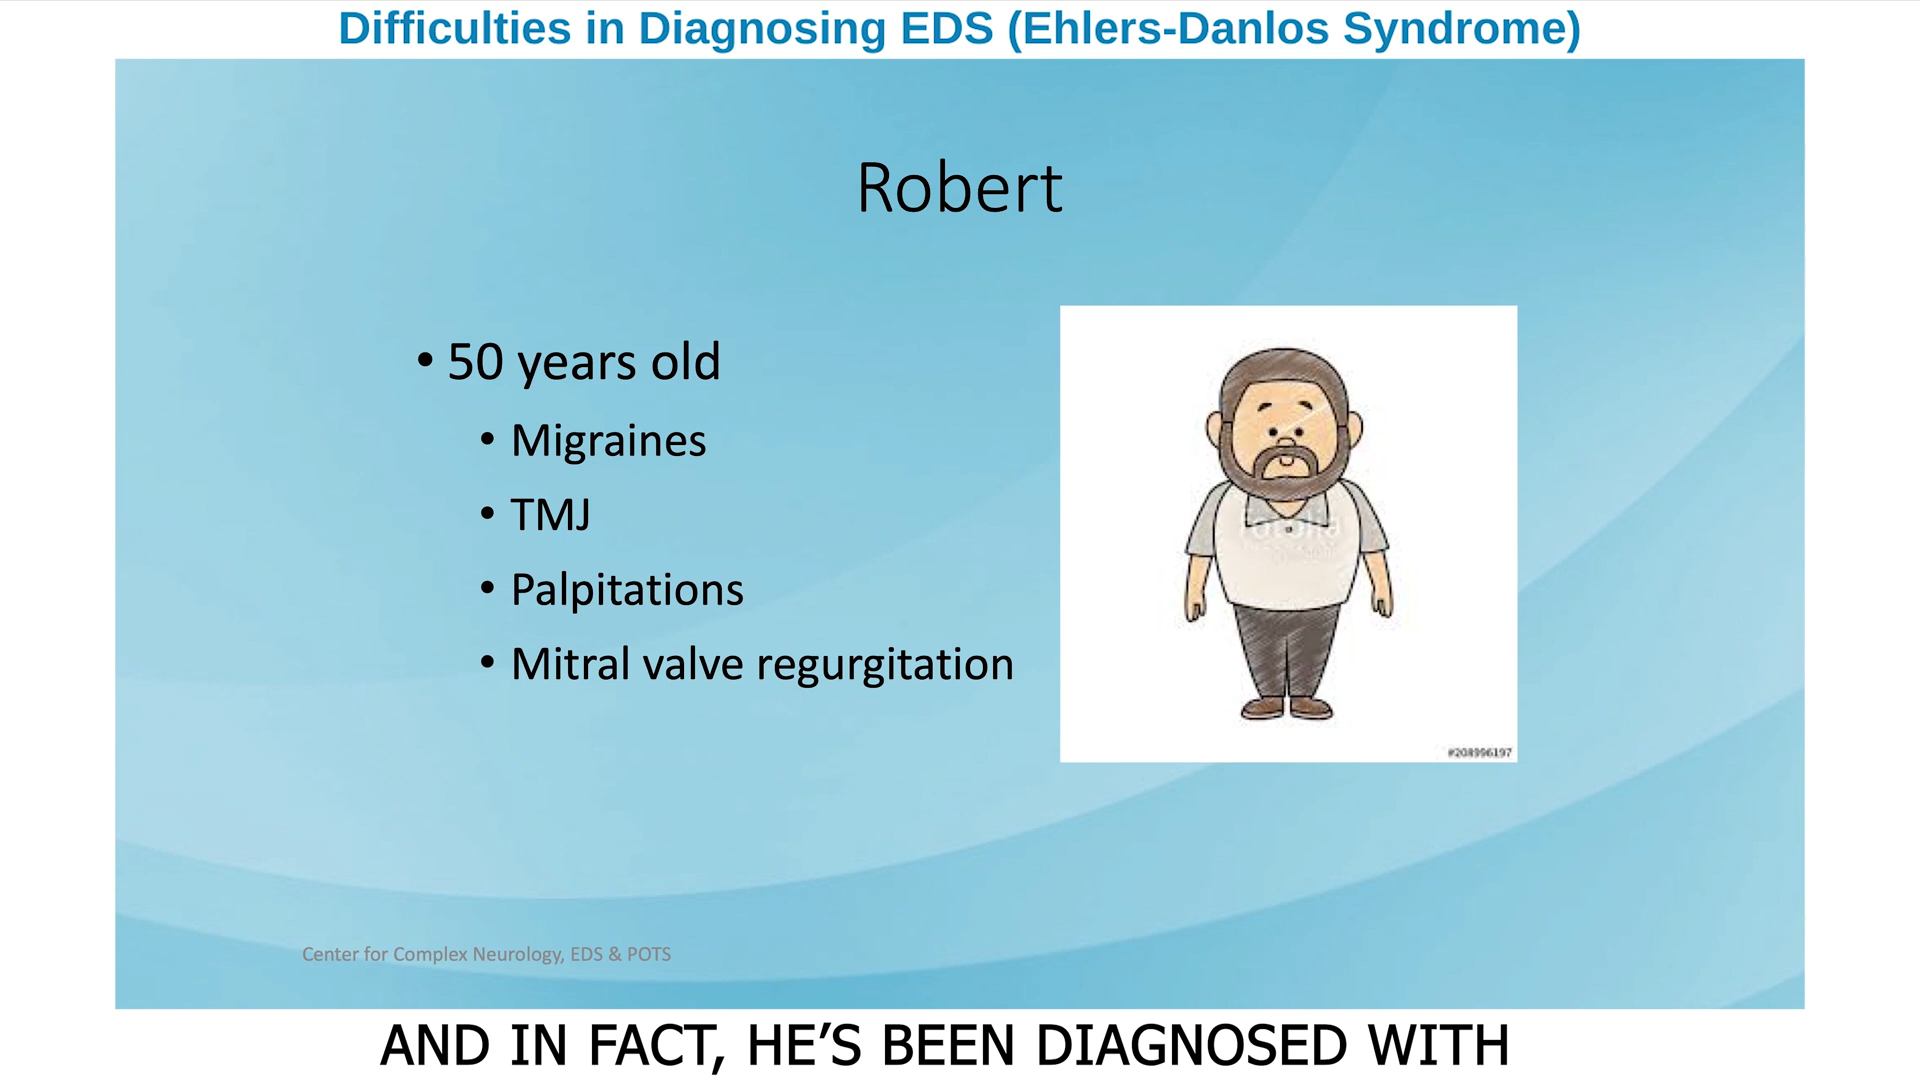 Difficulties in Diagnosing EDS (Ehlers-Danlos Syndrome)
Robert
• 50 years old
• Migraines
• TMJ
• Palpitations
• Mitral valve regurgitation
Fotolia
#208996197
Center for Complex Neurology, EDS & POTS
AND IN FACT, HE’S BEEN DIAGNOSED WITH